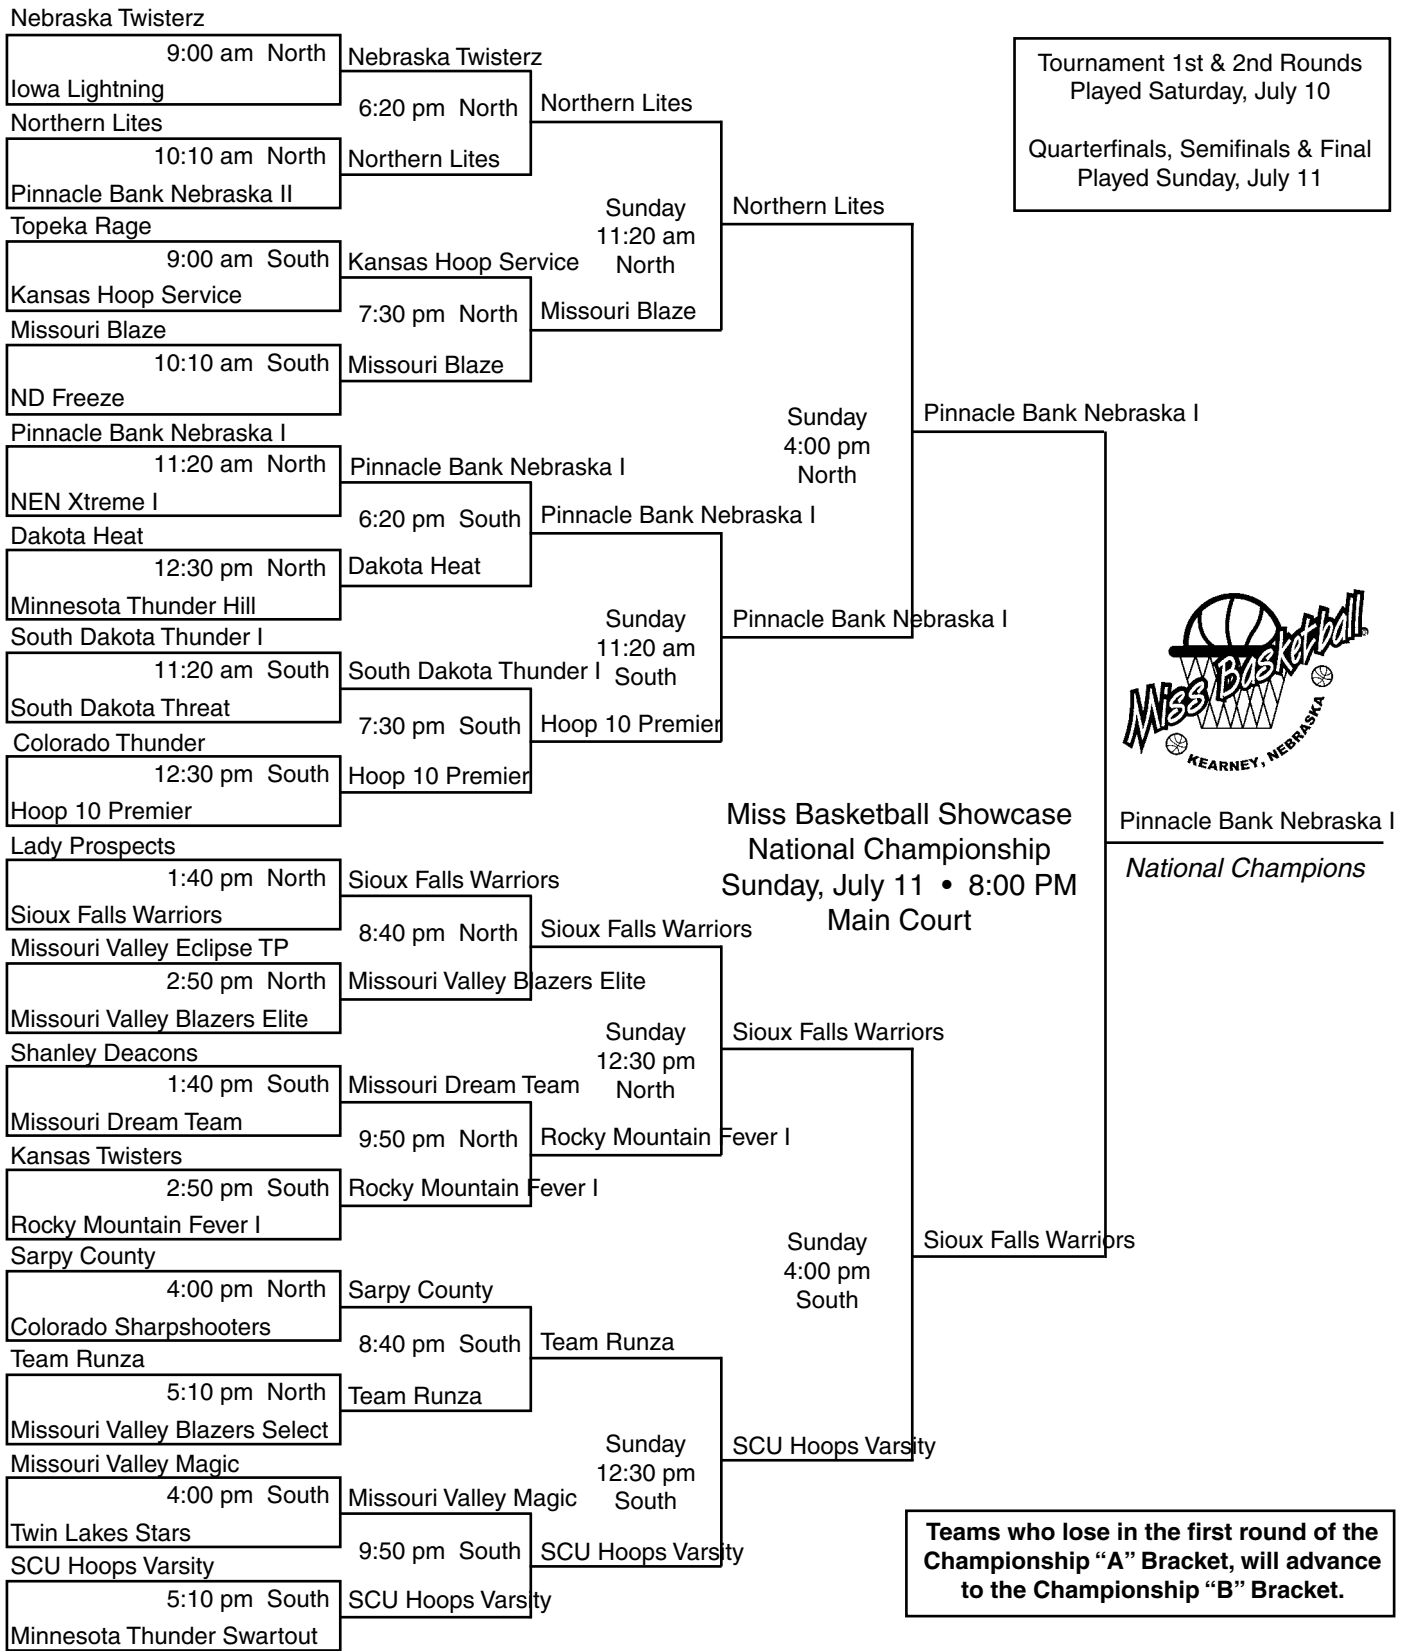 Nebraska Twisterz
9:00 am North
Iowa Lightning
Northern Lites
10:10 am North
Pinnacle Bank Nebraska II
Topeka Rage
9:00 am South
Kansas Hoop Service
Missouri Blaze
10:10 am South
ND Freeze
Pinnacle Bank Nebraska I
11:20 am North
NEN Xtreme I
Dakota Heat
12:30 pm North
Minnesota Thunder Hill
South Dakota Thunder I
11:20 am South
South Dakota Threat
Colorado Thunder
12:30 pm South
Hoop 10 Premier
Lady Prospects
1:40 pm North
Sioux Falls Warriors
Missouri Valley Eclipse TP
2:50 pm North
Missouri Valley Blazers Elite
Shanley Deacons
1:40 pm South
Missouri Dream Team
Kansas Twisters
2:50 pm South
Rocky Mountain Fever I
Sarpy County
4:00 pm North
Colorado Sharpshooters
Team Runza
5:10 pm North
Missouri Valley Blazers Select
Missouri Valley Magic
4:00 pm South
Twin Lakes Stars
SCU Hoops Varsity
5:10 pm South
Minnesota Thunder Swartout
Nebraska Twisterz
6:20 pm North
Northern Lites
Kansas Hoop Service
7:30 pm North
Missouri Blaze
Pinnacle Bank Nebraska I
6:20 pm South
Dakota Heat
South Dakota Thunder I
7:30 pm South
Hoop 10 Premier
Sioux Falls Warriors
8:40 pm North
Missouri Valley Blazers Elite
Missouri Dream Team
9:50 pm North
Rocky Mountain Fever I
Sarpy County
8:40 pm South
Team Runza
Missouri Valley Magic
9:50 pm South
SCU Hoops Varsity
Northern Lites
Sunday
11:20 am
North
Missouri Blaze
Pinnacle Bank Nebraska I
Sunday
11:20 am
South
Hoop 10 Premier
Sioux Falls Warriors
Sunday
12:30 pm
North
Rocky Mountain Fever I
Team Runza
Sunday
12:30 pm
South
SCU Hoops Varsity
Northern Lites
Sunday
4:00 pm
North
Pinnacle Bank Nebraska I
Sioux Falls Warriors
Sunday
4:00 pm
South
SCU Hoops Varsity
Pinnacle Bank Nebraska I
Miss Basketball Showcase
National Championship
Sunday, July 11 • 8:00 PM
Main Court
Sioux Falls Warriors
Tournament 1st & 2nd Rounds
Played Saturday, July 10
Quarterfinals, Semifinals & Final
Played Sunday, July 11
Miss Basketball
KEARNEY, NEBRASKA
Pinnacle Bank Nebraska I
National Champions
Teams who lose in the first round of the
Championship “A” Bracket, will advance
to the Championship “B” Bracket.